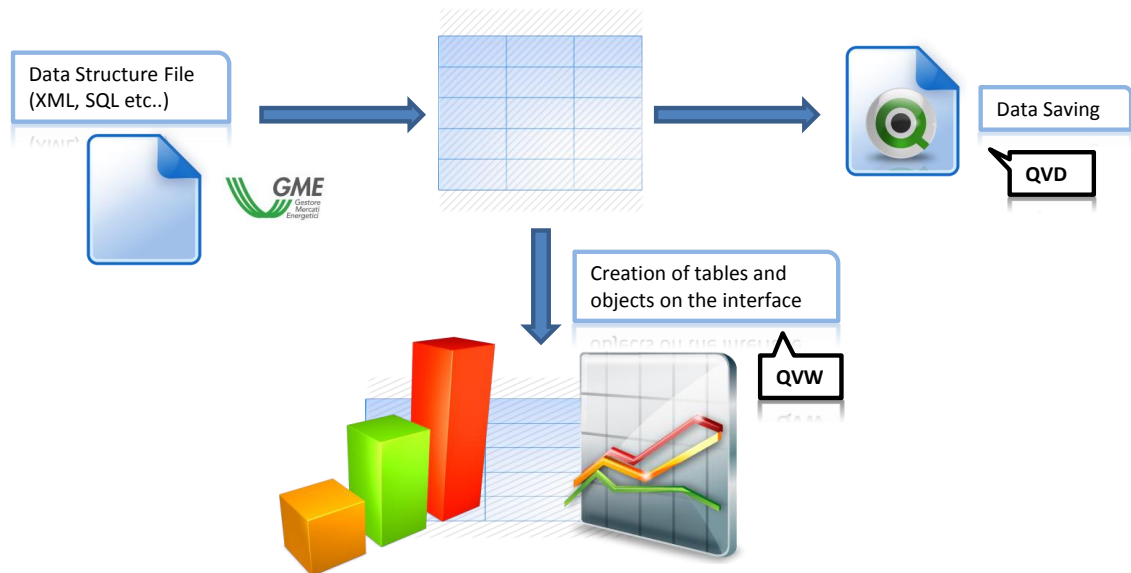 Data Structure File
(XML, SQL etc..)
GME
Gestore
Mercati
Energetici
Data Saving
QVD
Creation of tables and
objects on the interface
QVW